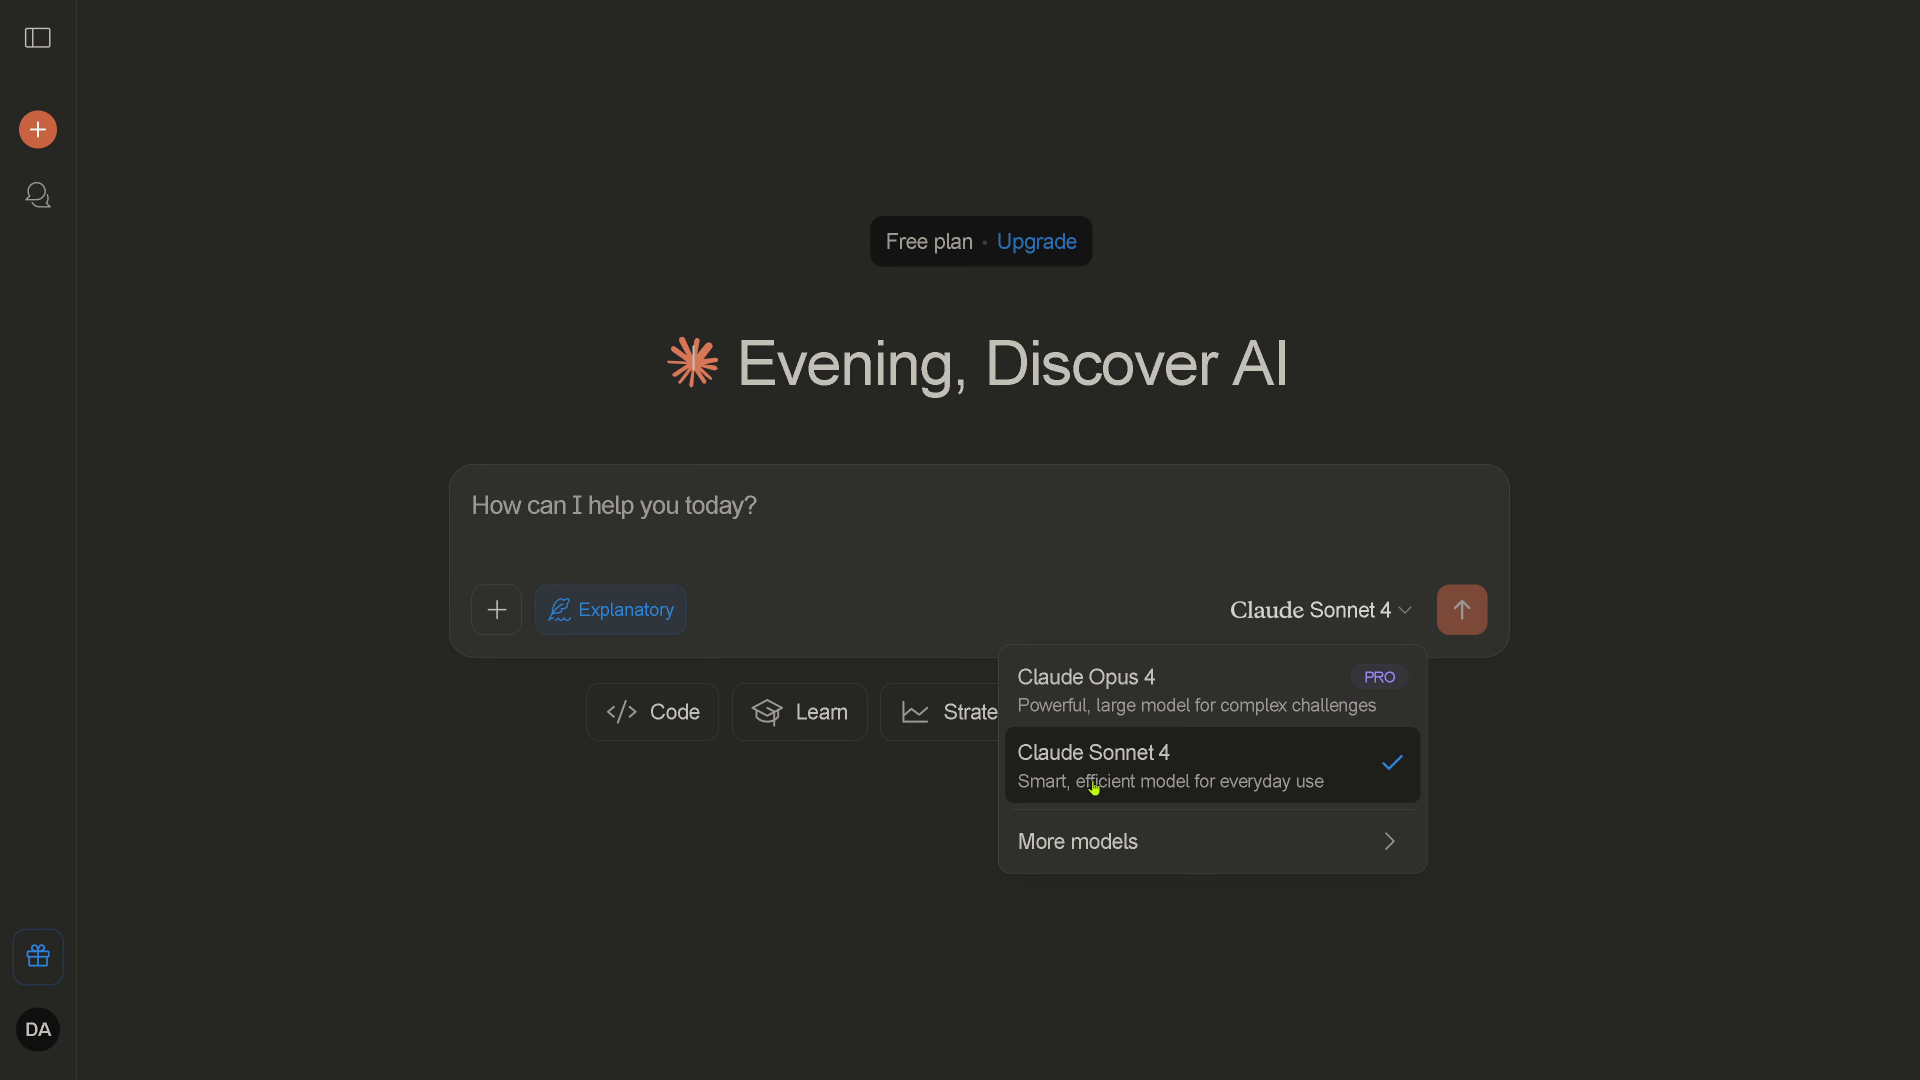 Free plan · Upgrade
Evening, Discover AI
How can I help you today?
Explanatory
Claude Sonnet 4
Code
Learn
Strate
Claude Opus 4
PRO
Powerful, large model for complex challenges
Claude Sonnet 4
Smart, efficient model for everyday use
More models
DA